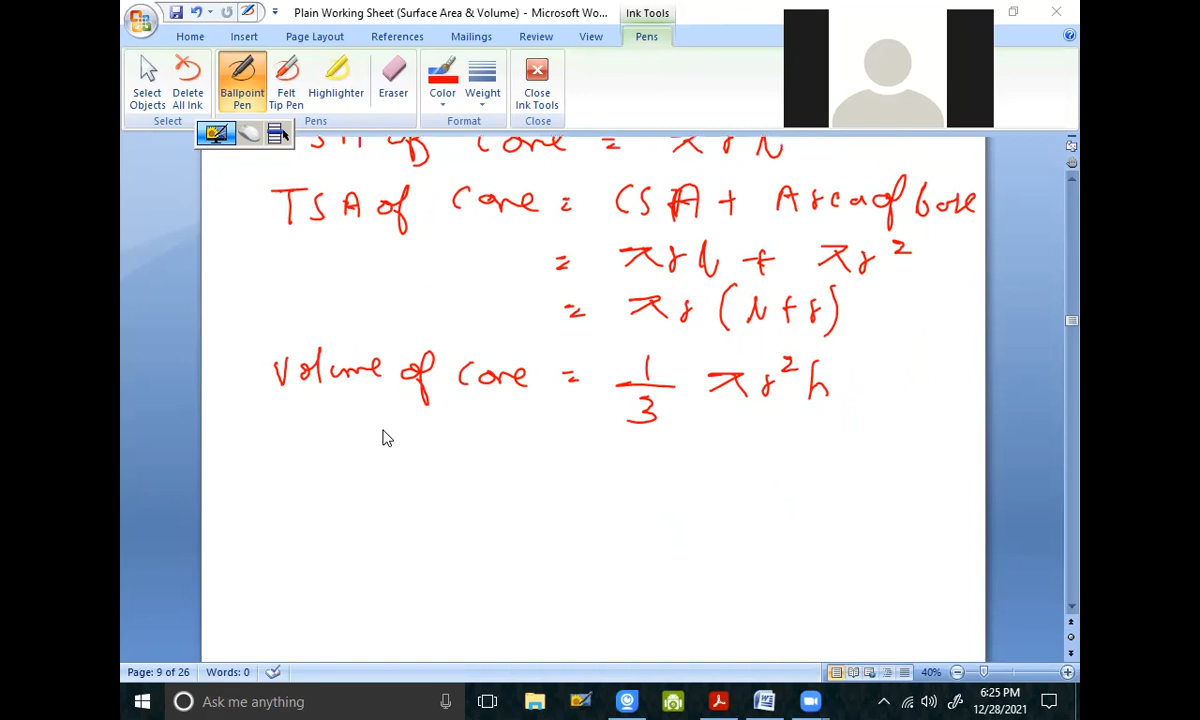 Plain Working Sheet (Surface Area & Volume) - Microsoft Wo...
Ink Tools
Home Insert Page Layout References Mailings Review View Pens
Select Objects
Delete All Ink
Ballpoint Pen
Felt Tip Pen
Highlighter
Eraser
Color
Weight
Close Ink Tools
Select Pens Format Close
of Cone = πrl
TSA of Cone = CSA + Area of base
= πrl + πr²
= πr (l+r)
Volume of cone = 1/3 πr²h
Page: 9 of 26 Words: 0 40%
Ask me anything
6:25 PM
12/28/2021